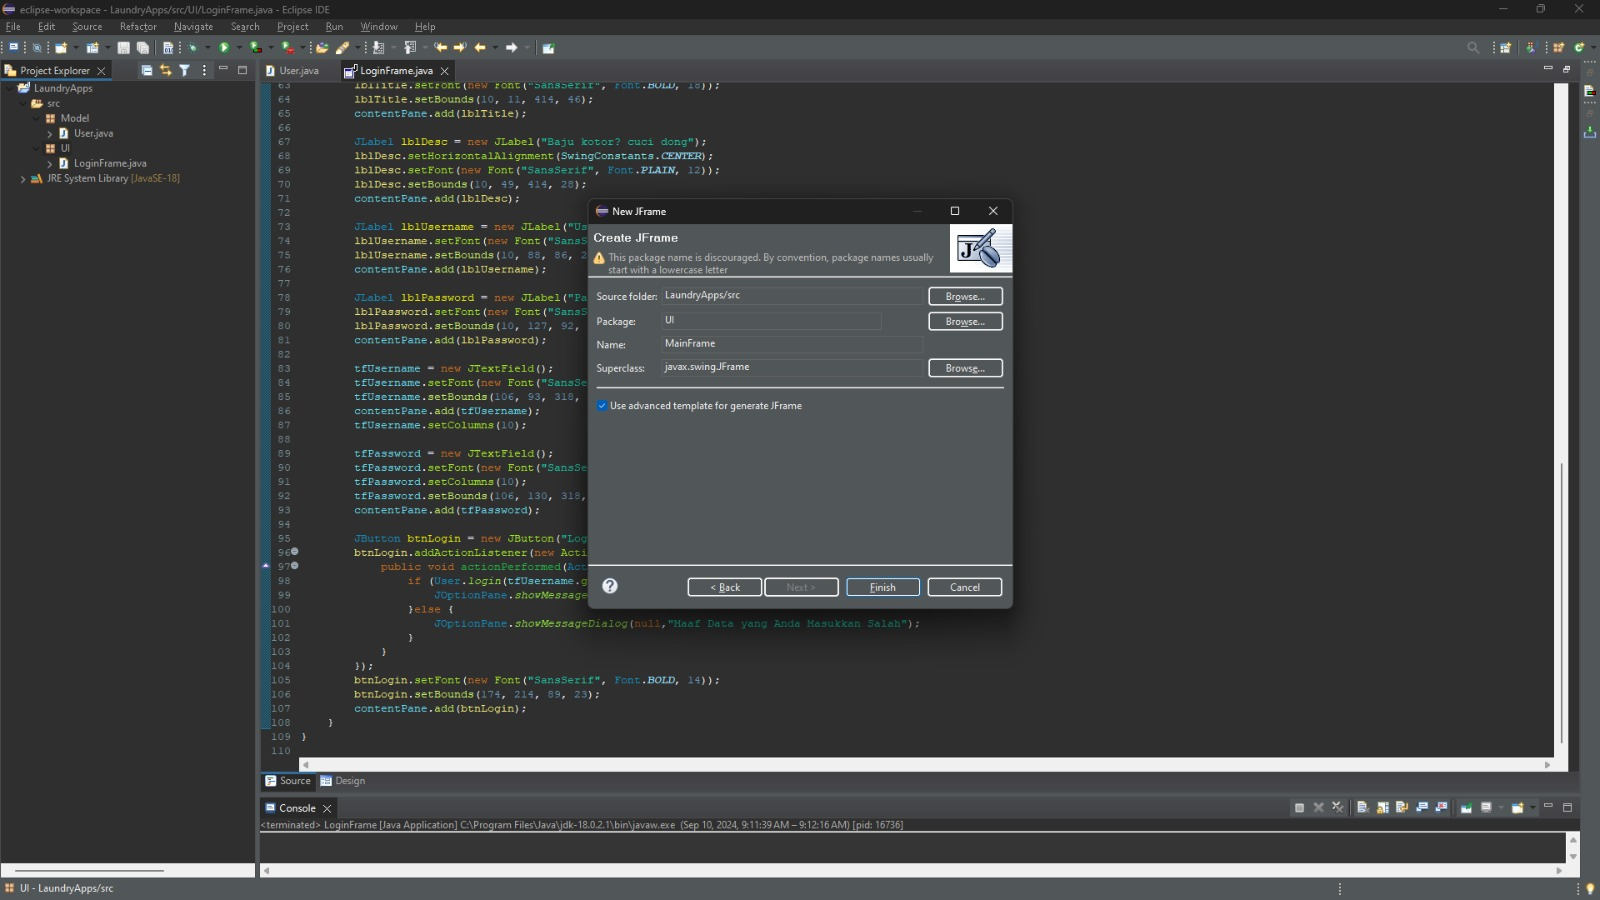 eclipse-workspace - LaundryApps/src/UI/LoginFrame.java - Eclipse IDE
File Edit Source Refactor Navigate Search Project Run Window Help
Project Explorer
LaundryApps
src
Model
User.java
UI
LoginFrame.java
JRE System Library [JavaSE-18]
User.java LoginFrame.java
63 lblTitle.setFont(new Font("SansSerif", Font.BOLD, 18));
64 lblTitle.setBounds(10, 11, 414, 46);
65 contentPane.add(lblTitle);
66
67 JLabel lblDesc = new JLabel("Baju kotor? cuci dong");
68 lblDesc.setHorizontalAlignment(SwingConstants.CENTER);
69 lblDesc.setFont(new Font("SansSerif", Font.PLAIN, 12));
70 lblDesc.setBounds(10, 49, 414, 28);
71 contentPane.add(lblDesc);
72
73 JLabel lblUsername = new JLabel("Us
74 lblUsername.setFont(new Font("SansS
75 lblUsername.setBounds(10, 88, 86, 2
76 contentPane.add(lblUsername);
77
78 JLabel lblPassword = new JLabel("Pa
79 lblPassword.setFont(new Font("SansS
80 lblPassword.setBounds(10, 127, 92,
81 contentPane.add(lblPassword);
82
83 tfUsername = new JTextField();
84 tfUsername.setFont(new Font("SansSe
85 tfUsername.setBounds(106, 93, 318,
86 contentPane.add(tfUsername);
87 tfUsername.setColumns(10);
88
89 tfPassword = new JTextField();
90 tfPassword.setFont(new Font("SansSe
91 tfPassword.setColumns(10);
92 tfPassword.setBounds(106, 130, 318,
93 contentPane.add(tfPassword);
94
95 JButton btnLogin = new JButton("Log
96 btnLogin.addActionListener(new Acti
97 public void actionPerformed(Act
98 if (User.login(tfUsername.g
99 JOptionPane.showMessage
100 }else {
101 JOptionPane.showMessageDialog(null,"Maaf Data yang Anda Masukkan Salah");
102 }
103 }
104 });
105 btnLogin.setFont(new Font("SansSerif", Font.BOLD, 14));
106 btnLogin.setBounds(174, 214, 89, 23);
107 contentPane.add(btnLogin);
108 }
109 }
110
New JFrame
Create JFrame
This package name is discouraged. By convention, package names usually
start with a lowercase letter
Source folder: LaundryApps/src Browse...
Package: UI Browse...
Name: MainFrame
Superclass: javax.swing.JFrame Browse...
Use advanced template for generate JFrame
< Back Next > Finish Cancel
Source Design
Console
<terminated> LoginFrame [Java Application] C:\Program Files\Java\jdk-18.0.2.1\bin\javaw.exe (Sep 10, 2024, 9:11:39 AM – 9:12:16 AM) [pid: 16736]
UI - LaundryApps/src